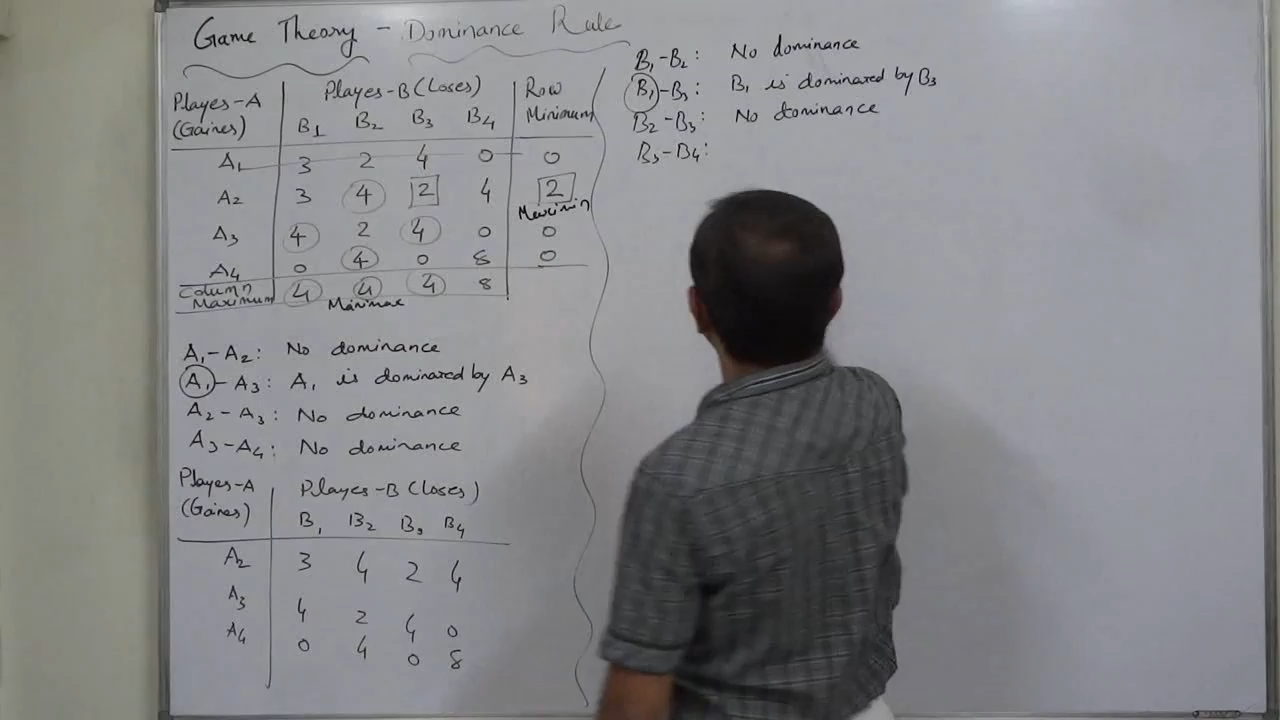 Game Theory - Dominance Rule
Player-A (Gainer) Player-B (Loser) Row Minimum
B1 B2 B3 B4
A1 3 2 4 0 0
A2 3 4 2 4 2
Maximin
A3 4 2 4 0 0
A4 0 4 0 8 0
Column Maximum 4 4 4 8
Minimax
A1-A2: No dominance
A1-A3: A1 is dominated by A3
A2-A3: No dominance
A3-A4: No dominance
Player-A (Gainer) Player-B (Loser)
B1 B2 B3 B4
A2 3 4 2 4
A3 4 2 4 0
A4 0 4 0 8
B1-B2: No dominance
B1-B3: B1 is dominated by B3
B2-B3: No dominance
B3-B4: